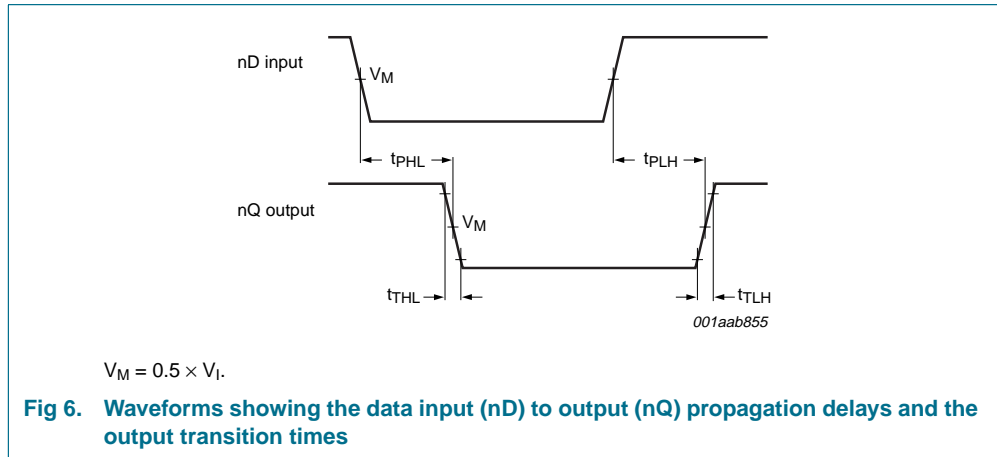 nD input
VM
tPHL
tPLH
nQ output
VM
tTHL
tTLH
001aab855
VM = 0.5 × VI.
Fig 6. Waveforms showing the data input (nD) to output (nQ) propagation delays and the
output transition times